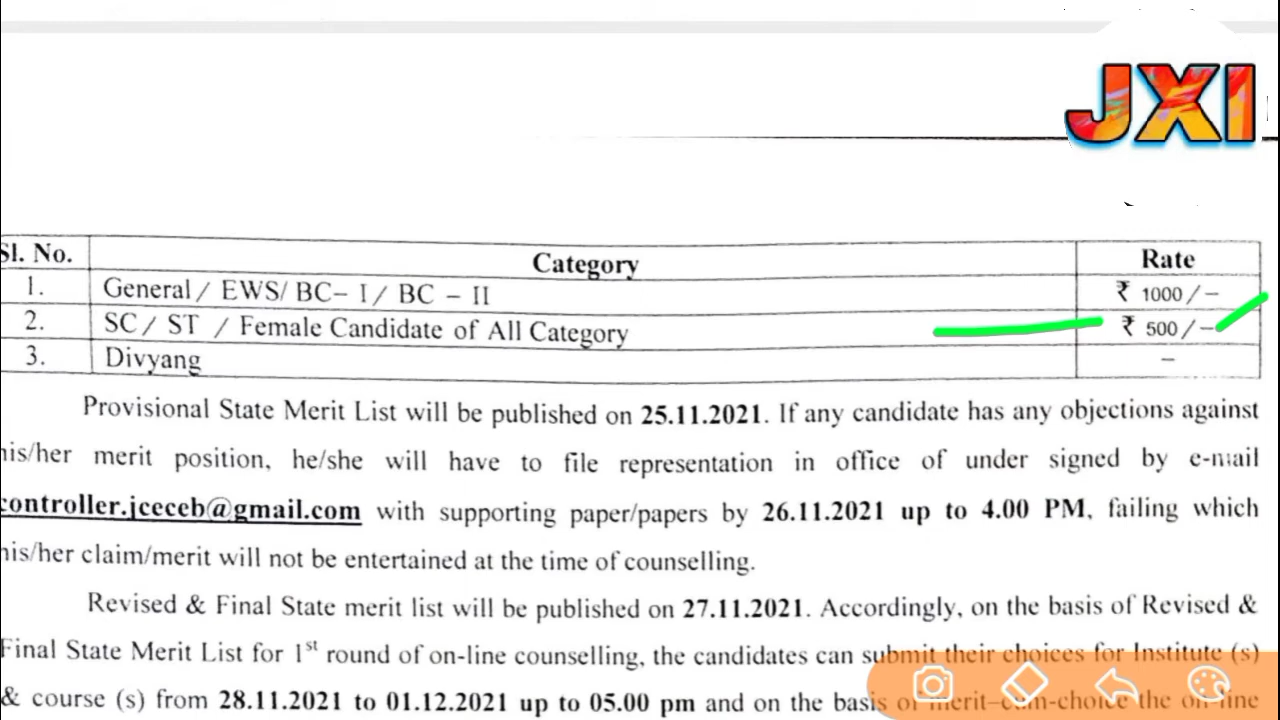 JXI
Sl. No. Category Rate
1. General / EWS/ BC– I / BC – II ₹ 1000 /–
2. SC / ST / Female Candidate of All Category ₹ 500 /–
3. Divyang –
Provisional State Merit List will be published on 25.11.2021. If any candidate has any objections against
his/her merit position, he/she will have to file representation in office of under signed by e-mail
controller.jceceb@gmail.com with supporting paper/papers by 26.11.2021 up to 4.00 PM, failing which
his/her claim/merit will not be entertained at the time of counselling.
Revised & Final State merit list will be published on 27.11.2021. Accordingly, on the basis of Revised &
Final State Merit List for 1st round of on-line counselling, the candidates can submit their choices for Institute (s)
& course (s) from 28.11.2021 to 01.12.2021 up to 05.00 pm and on the basis of merit–cum-choice the on-line